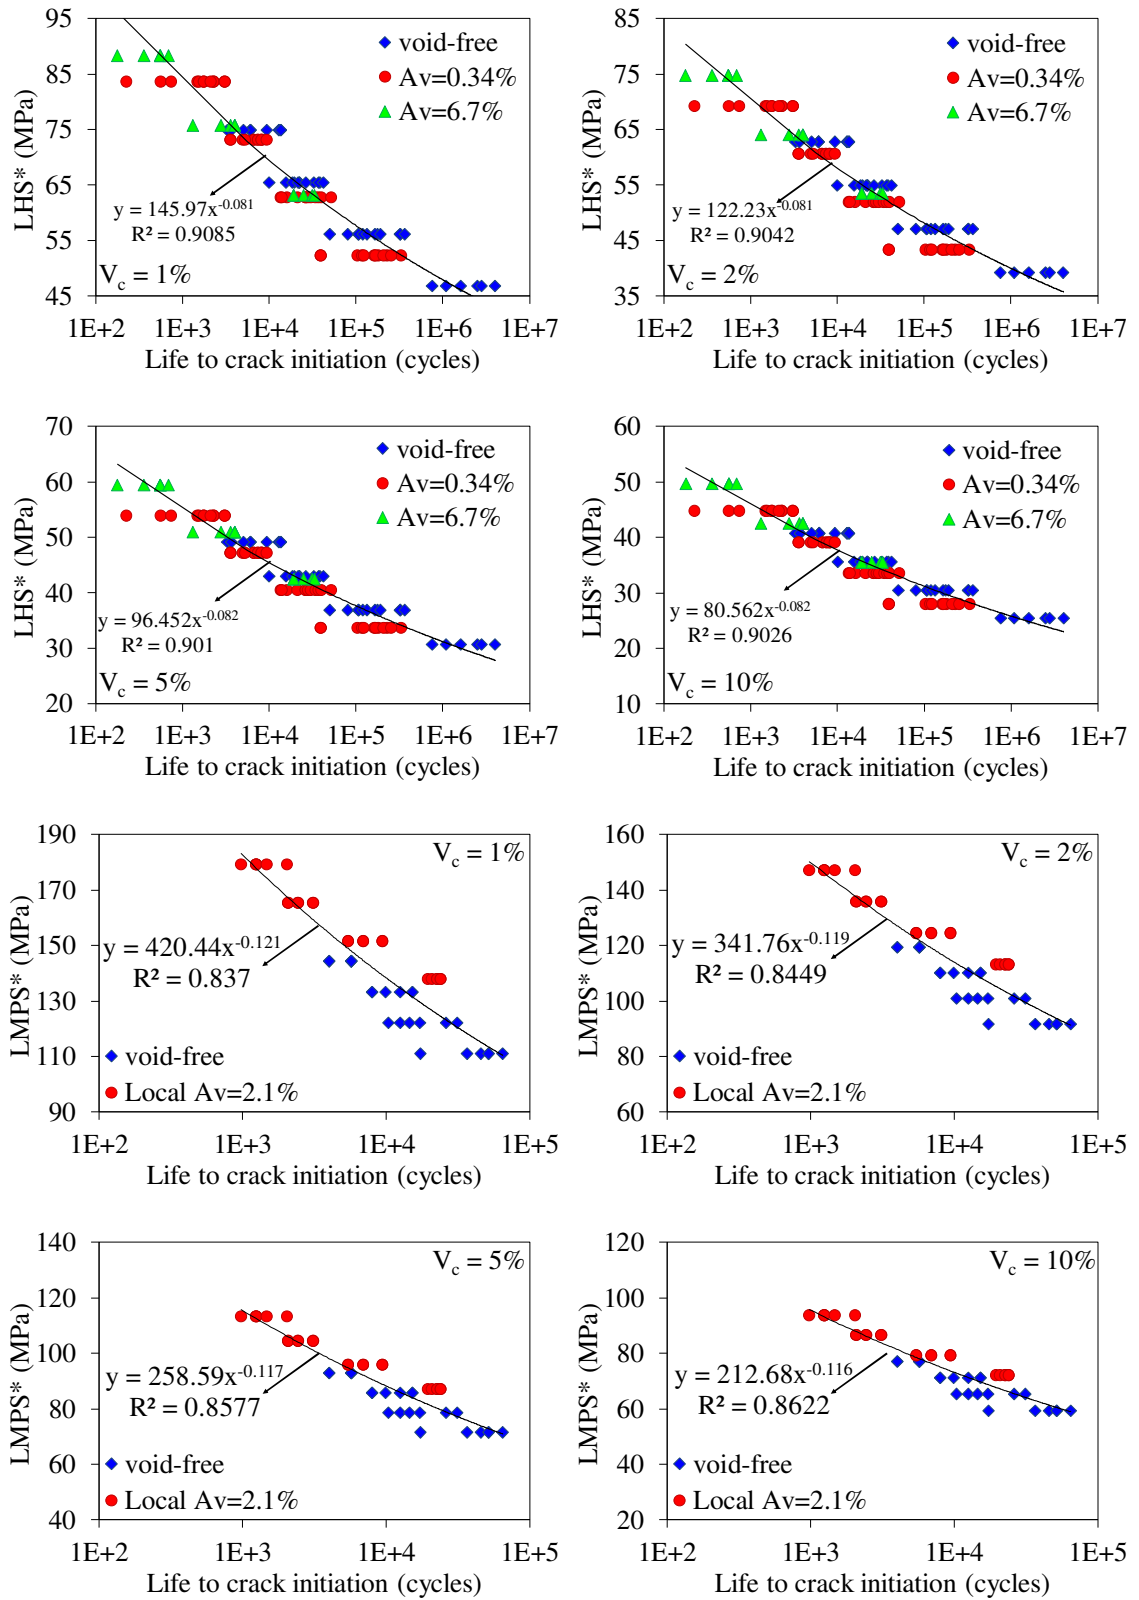 95
85
75
65
55
45
LHS* (MPa)
void-free
Av=0.34%
Av=6.7%
y = 145.97x^-0.081
R² = 0.9085
V_c = 1%
1E+2 1E+3 1E+4 1E+5 1E+6 1E+7
Life to crack initiation (cycles)
85
75
65
55
45
35
LHS* (MPa)
void-free
Av=0.34%
Av=6.7%
y = 122.23x^-0.081
R² = 0.9042
V_c = 2%
1E+2 1E+3 1E+4 1E+5 1E+6 1E+7
Life to crack initiation (cycles)
70
60
50
40
30
20
LHS* (MPa)
void-free
Av=0.34%
Av=6.7%
y = 96.452x^-0.082
R² = 0.901
V_c = 5%
1E+2 1E+3 1E+4 1E+5 1E+6 1E+7
Life to crack initiation (cycles)
60
50
40
30
20
10
LHS* (MPa)
void-free
Av=0.34%
Av=6.7%
y = 80.562x^-0.082
R² = 0.9026
V_c = 10%
1E+2 1E+3 1E+4 1E+5 1E+6 1E+7
Life to crack initiation (cycles)
190
170
150
130
110
90
LMPS* (MPa)
V_c = 1%
y = 420.44x^-0.121
R² = 0.837
void-free
Local Av=2.1%
1E+2 1E+3 1E+4 1E+5
Life to crack initiation (cycles)
160
140
120
100
80
60
LMPS* (MPa)
V_c = 2%
y = 341.76x^-0.119
R² = 0.8449
void-free
Local Av=2.1%
1E+2 1E+3 1E+4 1E+5
Life to crack initiation (cycles)
140
120
100
80
60
40
LMPS* (MPa)
V_c = 5%
y = 258.59x^-0.117
R² = 0.8577
void-free
Local Av=2.1%
1E+2 1E+3 1E+4 1E+5
Life to crack initiation (cycles)
120
100
80
60
40
20
LMPS* (MPa)
V_c = 10%
y = 212.68x^-0.116
R² = 0.8622
void-free
Local Av=2.1%
1E+2 1E+3 1E+4 1E+5
Life to crack initiation (cycles)